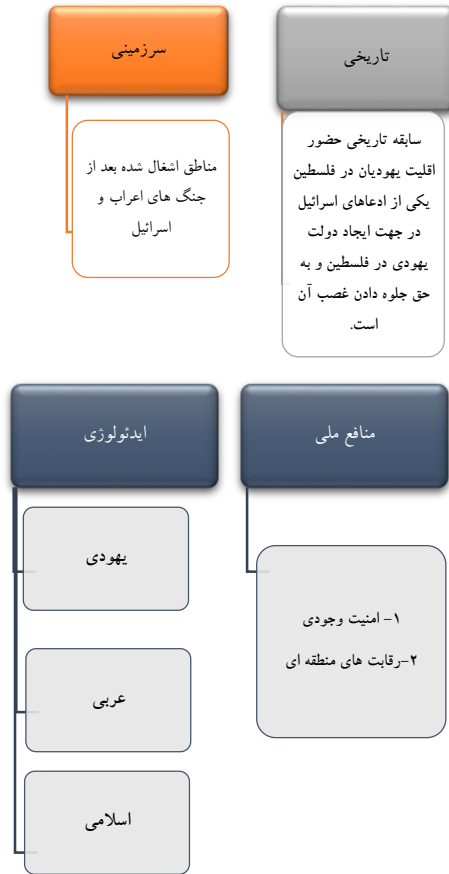 تاریخی
سابقه تاریخی حضور
اقلیت یهودیان در فلسطین
یکی از ادعاهای اسرائیل
در جهت ایجاد دولت
یهودی در فلسطین و به
حق جلوه دادن غصب آن
است.
سرزمینی
مناطق اشغال شده بعد از
جنگ های اعراب و
اسرائیل
منافع ملی
۱- امنیت وجودی
۲-رقابت های منطقه ای
ایدئولوژی
یهودی
عربی
اسلامی